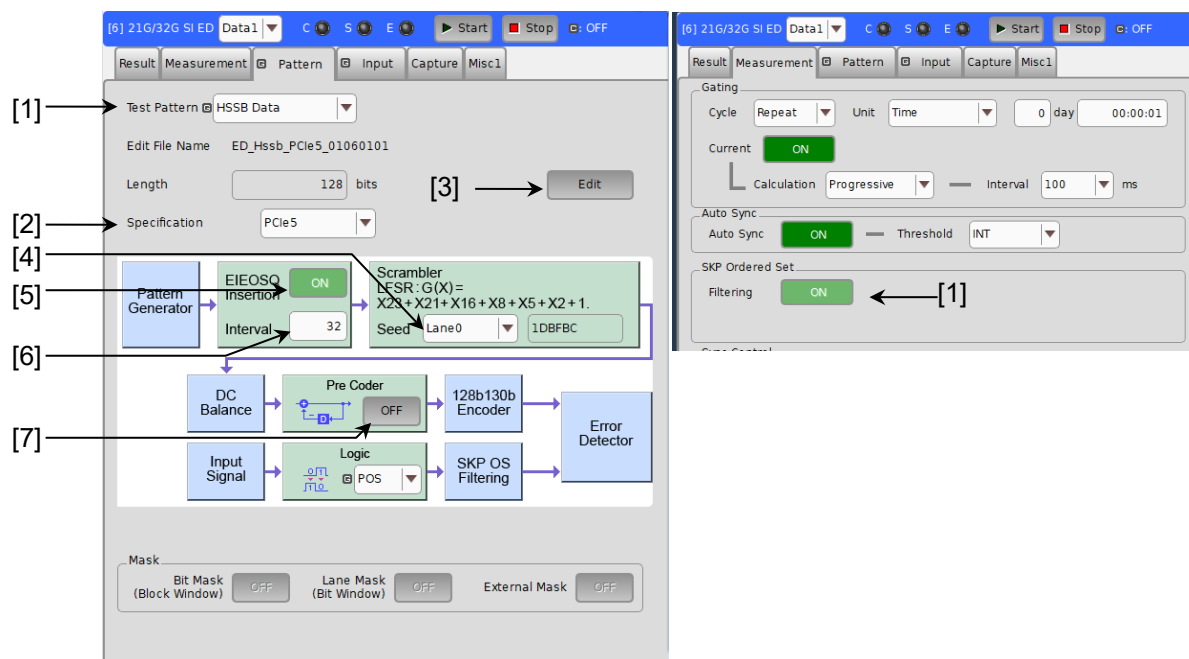 [6] 21G/32G SI ED Data1 C S E Start Stop G: OFF
Result Measurement G Pattern G Input Capture Misc1
[1] Test Pattern G HSSB Data
Edit File Name ED_Hssb_PCIe5_01060101
Length 128 bits [3] Edit
[2] Specification PCIe5
[4]
[5]
[6]
[7]
Pattern
Generator
EIEOSQ
Insertion
ON
Interval 32
Scrambler
LFSR : G(X) =
X23+X21+X16+X8+X5+X2+1.
Seed Lane0 1DBFBC
DC
Balance
Pre Coder
+ - D OFF
128b130b
Encoder
Error
Detector
Input
Signal
Logic
0 1
1 0
G POS
SKP OS
Filtering
Mask
Bit Mask
(Block Window)
OFF
Lane Mask
(Bit Window)
OFF
External Mask OFF
[6] 21G/32G SI ED Data1 C S E Start Stop G: OFF
Result Measurement G Pattern G Input Capture Misc1
Gating
Cycle Repeat Unit Time 0 day 00:00:01
Current ON
Calculation Progressive Interval 100 ms
Auto Sync
Auto Sync ON Threshold INT
SKP Ordered Set
Filtering ON [1]